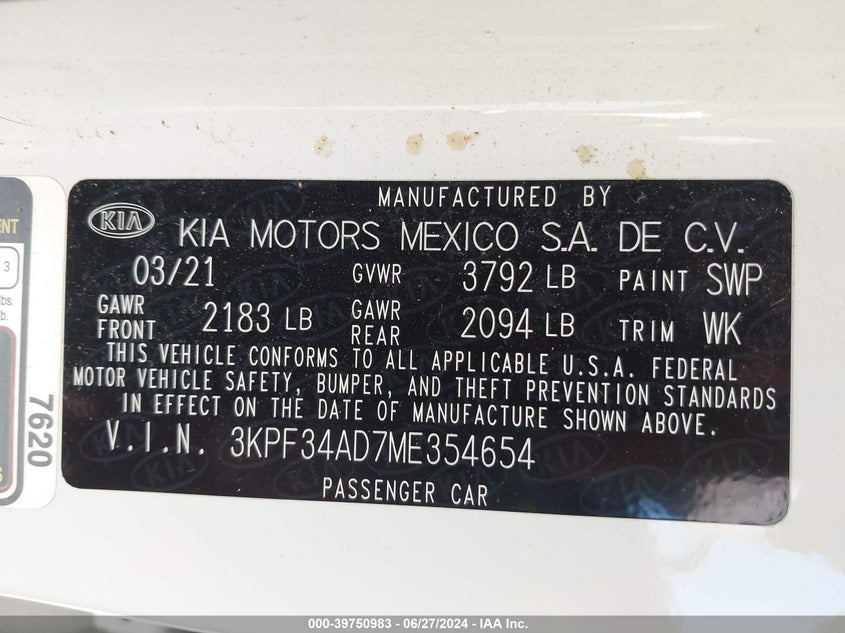 MANUFACTURED BY
KIA KIA MOTORS MEXICO S.A. DE C.V.
03/21 GVWR 3792 LB PAINT SWP
GAWR FRONT 2183 LB GAWR REAR 2094 LB TRIM WK
THIS VEHICLE CONFORMS TO ALL APPLICABLE U.S.A. FEDERAL
MOTOR VEHICLE SAFETY, BUMPER, AND THEFT PREVENTION STANDARDS
IN EFFECT ON THE DATE OF MANUFACTURE SHOWN ABOVE.
V.I.N. 3KPF34AD7ME354654
PASSENGER CAR
3
7620
000-39750983 - 06/27/2024 - IAA Inc.